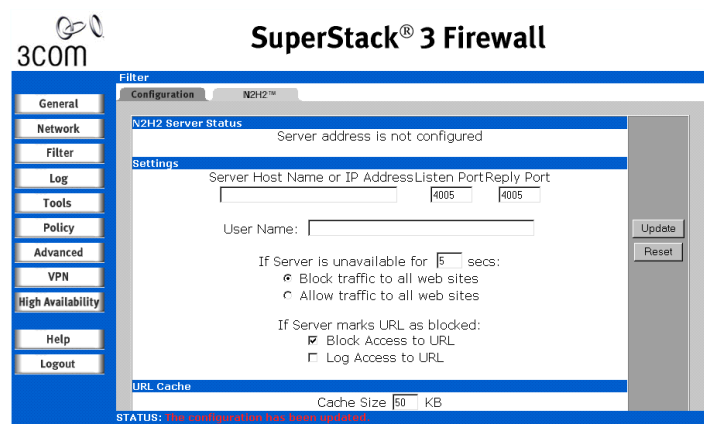 3COM
SuperStack® 3 Firewall
Filter
Configuration N2H2™
General
Network
Filter
Log
Tools
Policy
Advanced
VPN
High Availability
Help
Logout
N2H2 Server Status
Server address is not configured
Settings
Server Host Name or IP Address Listen Port Reply Port
4005 4005
User Name:
If Server is unavailable for 5 secs:
Block traffic to all web sites
Allow traffic to all web sites
If Server marks URL as blocked:
Block Access to URL
Log Access to URL
URL Cache
Cache Size 50 KB
Update
Reset
STATUS: The configuration has been updated.